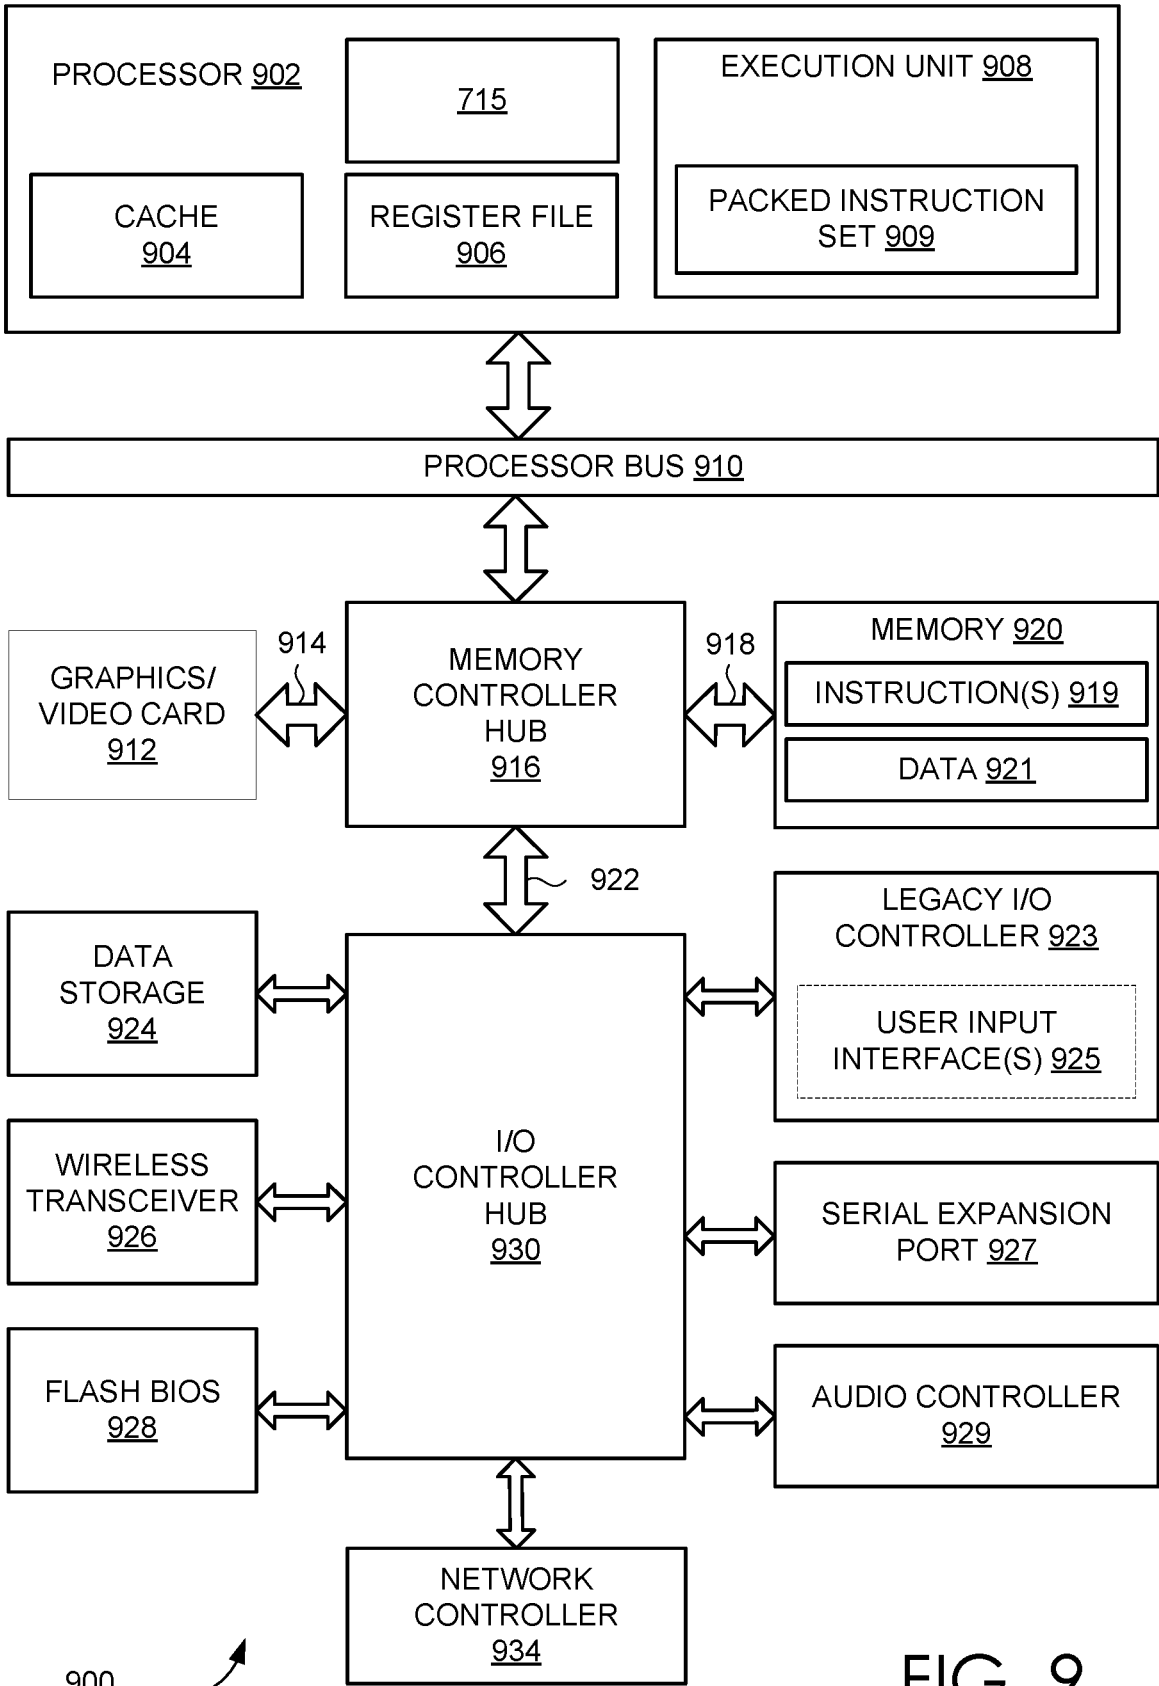 PROCESSOR 902
715
EXECUTION UNIT 908
CACHE
904
REGISTER FILE
906
PACKED INSTRUCTION
SET 909
PROCESSOR BUS 910
GRAPHICS/
VIDEO CARD
912
914
MEMORY
CONTROLLER
HUB
916
918
MEMORY 920
INSTRUCTION(S) 919
DATA 921
922
DATA
STORAGE
924
LEGACY I/O
CONTROLLER 923
USER INPUT
INTERFACE(S) 925
WIRELESS
TRANSCEIVER
926
I/O
CONTROLLER
HUB
930
SERIAL EXPANSION
PORT 927
FLASH BIOS
928
AUDIO CONTROLLER
929
NETWORK
CONTROLLER
934
900
FIG. 9